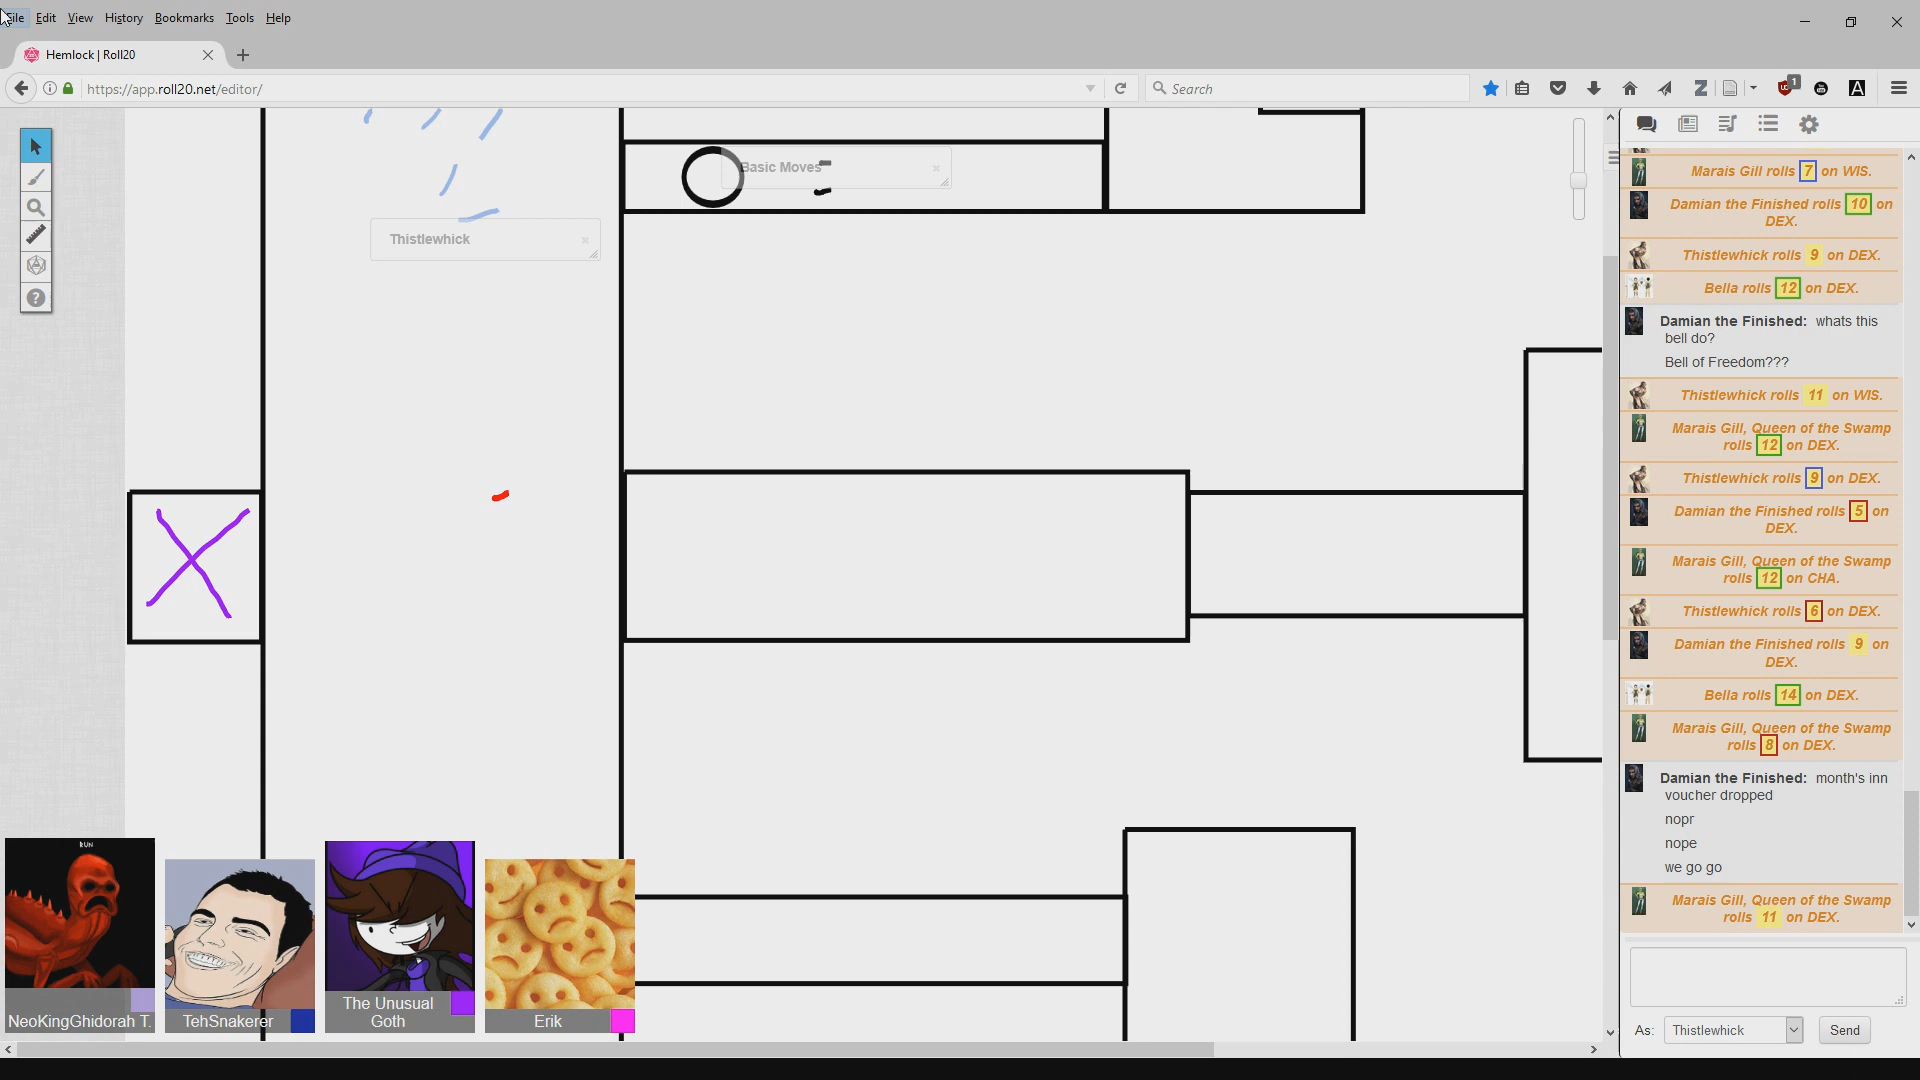 File Edit View History Bookmarks Tools Help
Hemlock | Roll20
https://app.roll20.net/editor/
Search
1
Basic Moves
Thistlewhick
Marais Gill rolls 7 on WIS.
Damian the Finished rolls 10 on
DEX.
Thistlewhick rolls 9 on DEX.
Bella rolls 12 on DEX.
Damian the Finished: whats this
bell do?
Bell of Freedom???
Thistlewhick rolls 11 on WIS.
Marais Gill, Queen of the Swamp
rolls 12 on DEX.
Thistlewhick rolls 9 on DEX.
Damian the Finished rolls 5 on
DEX.
Marais Gill, Queen of the Swamp
rolls 12 on CHA.
Thistlewhick rolls 6 on DEX.
Damian the Finished rolls 9 on
DEX.
Bella rolls 14 on DEX.
Marais Gill, Queen of the Swamp
rolls 8 on DEX.
Damian the Finished: month's inn
voucher dropped
nopr
nope
we go go
Marais Gill, Queen of the Swamp
rolls 11 on DEX.
As: Thistlewhick Send
RUN
NeoKingGhidorah T.
TehSnakerer
The Unusual
Goth
Erik